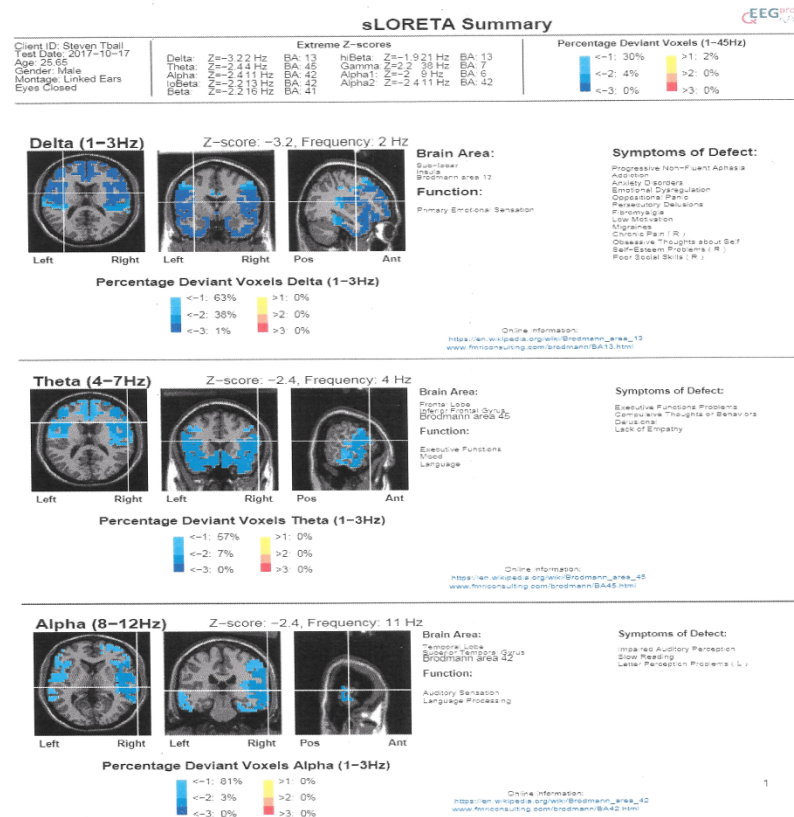 sLORETA Summary
EEG pro
Client ID: Steven Tball
Test Date: 2017-10-17
Age: 25.65
Gender: Male
Montage: Linked Ears
Eyes Closed
Extreme Z-scores
Delta: Z=-3.2 2 Hz BA: 13 hiBeta: Z=-1.9 21 Hz BA: 13
Theta: Z=-2.4 4 Hz BA: 45 Gamma: Z=2.2 38 Hz BA: 7
Alpha: Z=-2.4 11 Hz BA: 42 Alpha1: Z=-2 9 Hz BA: 6
loBeta: Z=-2.2 13 Hz BA: 42 Alpha2 Z=-2.4 11 Hz BA: 42
Beta: Z=-2.2 16 Hz BA: 41
Percentage Deviant Voxels (1-45Hz)
<-1: 30% >1: 2%
<-2: 4% >2: 0%
<-3: 0% >3: 0%
Delta (1-3Hz) Z-score: -3.2, Frequency: 2 Hz
Left Right Left Right Pos Ant
Brain Area:
Sub-lobar
Insula
Brodmann area 13
Function:
Primary Emotional Sensation
Symptoms of Defect:
Progressive Non-Fluent Aphasia
Addiction
Anxiety Disorders
Emotional Dysregulation
Oppositional Panic
Persecutory Delusions
Fibromyalgia
Low Motivation
Migraines
Chronic Pain ( R )
Obsessive Thoughts about Self
Self-Esteem Problems ( R )
Poor Social Skills ( R )
Percentage Deviant Voxels Delta (1-3Hz)
<-1: 63% >1: 0%
<-2: 38% >2: 0%
<-3: 1% >3: 0%
Online information:
https://en.wikipedia.org/wiki/Brodmann_area_13
www.fmriconsulting.com/brodmann/BA13.html
Theta (4-7Hz) Z-score: -2.4, Frequency: 4 Hz
Left Right Left Right Pos Ant
Brain Area:
Frontal Lobe
Inferior Frontal Gyrus
Brodmann area 45
Function:
Executive Functions
Mood
Language
Symptoms of Defect:
Executive Functions Problems
Compulsive Thoughts or Behaviors
Delusional
Lack of Empathy
Percentage Deviant Voxels Theta (1-3Hz)
<-1: 67% >1: 0%
<-2: 7% >2: 0%
<-3: 0% >3: 0%
Online information:
https://en.wikipedia.org/wiki/Brodmann_area_45
www.fmriconsulting.com/brodmann/BA45.html
Alpha (8-12Hz) Z-score: -2.4, Frequency: 11 Hz
Left Right Left Right Pos Ant
Brain Area:
Temporal Lobe
Superior Temporal Gyrus
Brodmann area 42
Function:
Auditory Sensation
Language Processing
Symptoms of Defect:
Impaired Auditory Perception
Slow Reading
Letter Perception Problems ( L )
Percentage Deviant Voxels Alpha (1-3Hz)
<-1: 81% >1: 0%
<-2: 3% >2: 0%
<-3: 0% >3: 0%
1
Online information:
https://en.wikipedia.org/wiki/Brodmann_area_42
www.fmriconsulting.com/brodmann/BA42.html